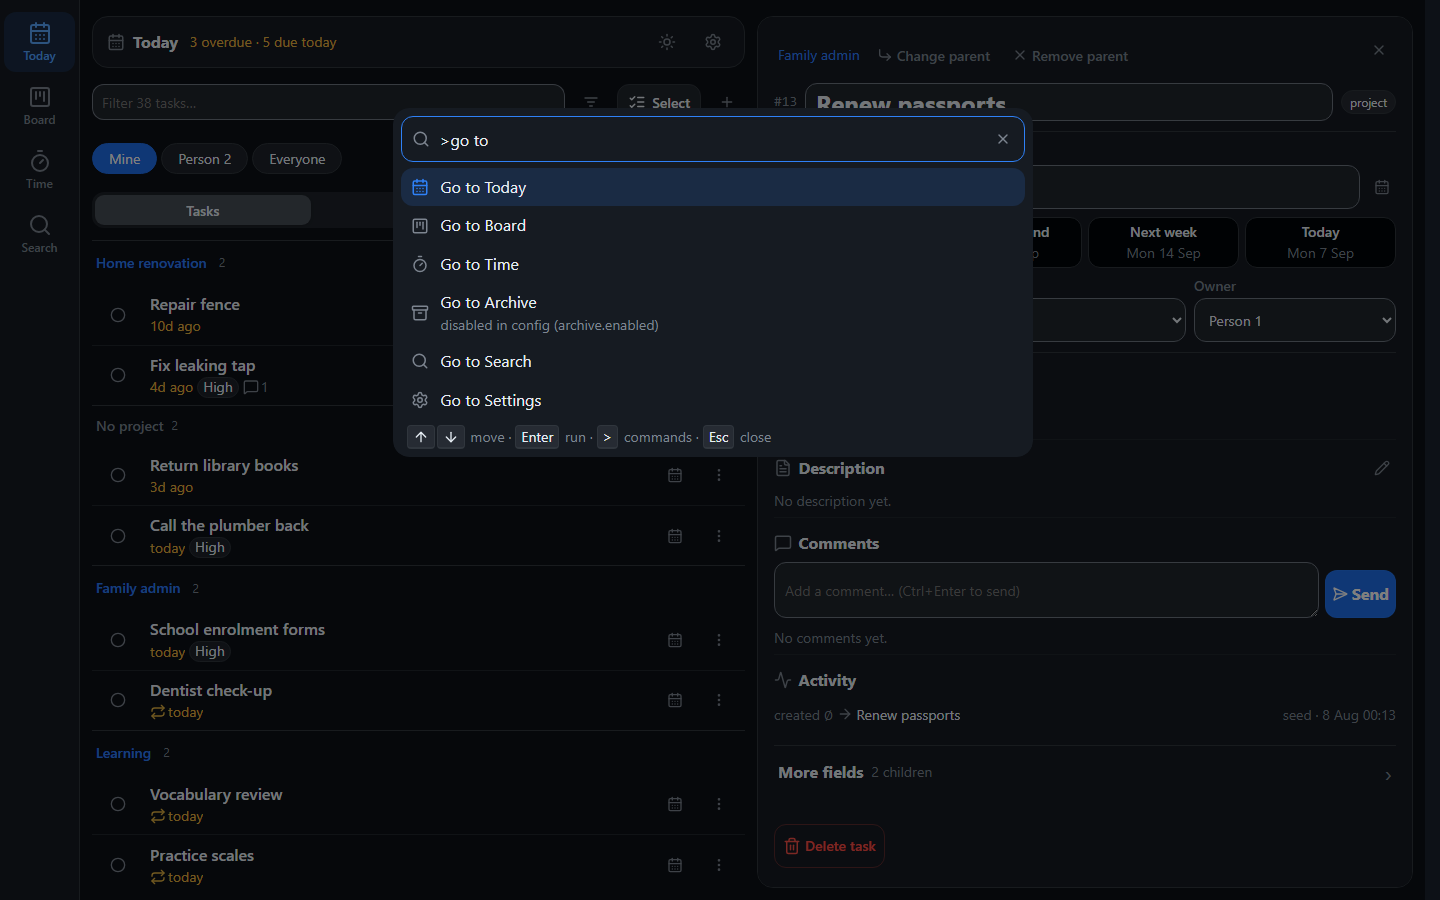 Today
Board
Time
Search
Today 3 overdue · 5 due today
Filter 38 tasks...
Select
Mine
Person 2
Everyone
Tasks
Home renovation 2
Repair fence
10d ago
Fix leaking tap
4d ago High 1
No project 2
Return library books
3d ago
Call the plumber back
today High
Family admin 2
School enrolment forms
today High
Dentist check-up
today
Learning 2
Vocabulary review
today
Practice scales
today
>go to
Go to Today
Go to Board
Go to Time
Go to Archive
disabled in config (archive.enabled)
Go to Search
Go to Settings
↑ ↓ move · Enter run · > commands · Esc close
Family admin
Change parent
Remove parent
#13 Renew passports project
Next week
Mon 14 Sep
Today
Mon 7 Sep
Owner
Person 1
Description
No description yet.
Comments
Add a comment... (Ctrl+Enter to send)
Send
No comments yet.
Activity
created ∅ → Renew passports
seed · 8 Aug 00:13
More fields 2 children
Delete task